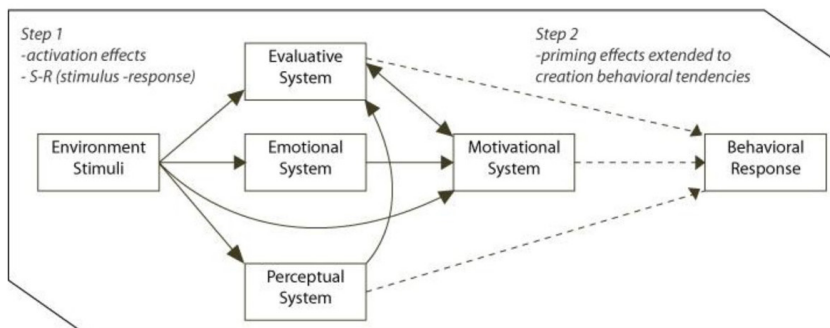 Step 1
-activation effects
- S-R (stimulus -response)
Step 2
-priming effects extended to
creation behavioral tendencies
Evaluative
System
Environment
Stimuli
Emotional
System
Motivational
System
Behavioral
Response
Perceptual
System